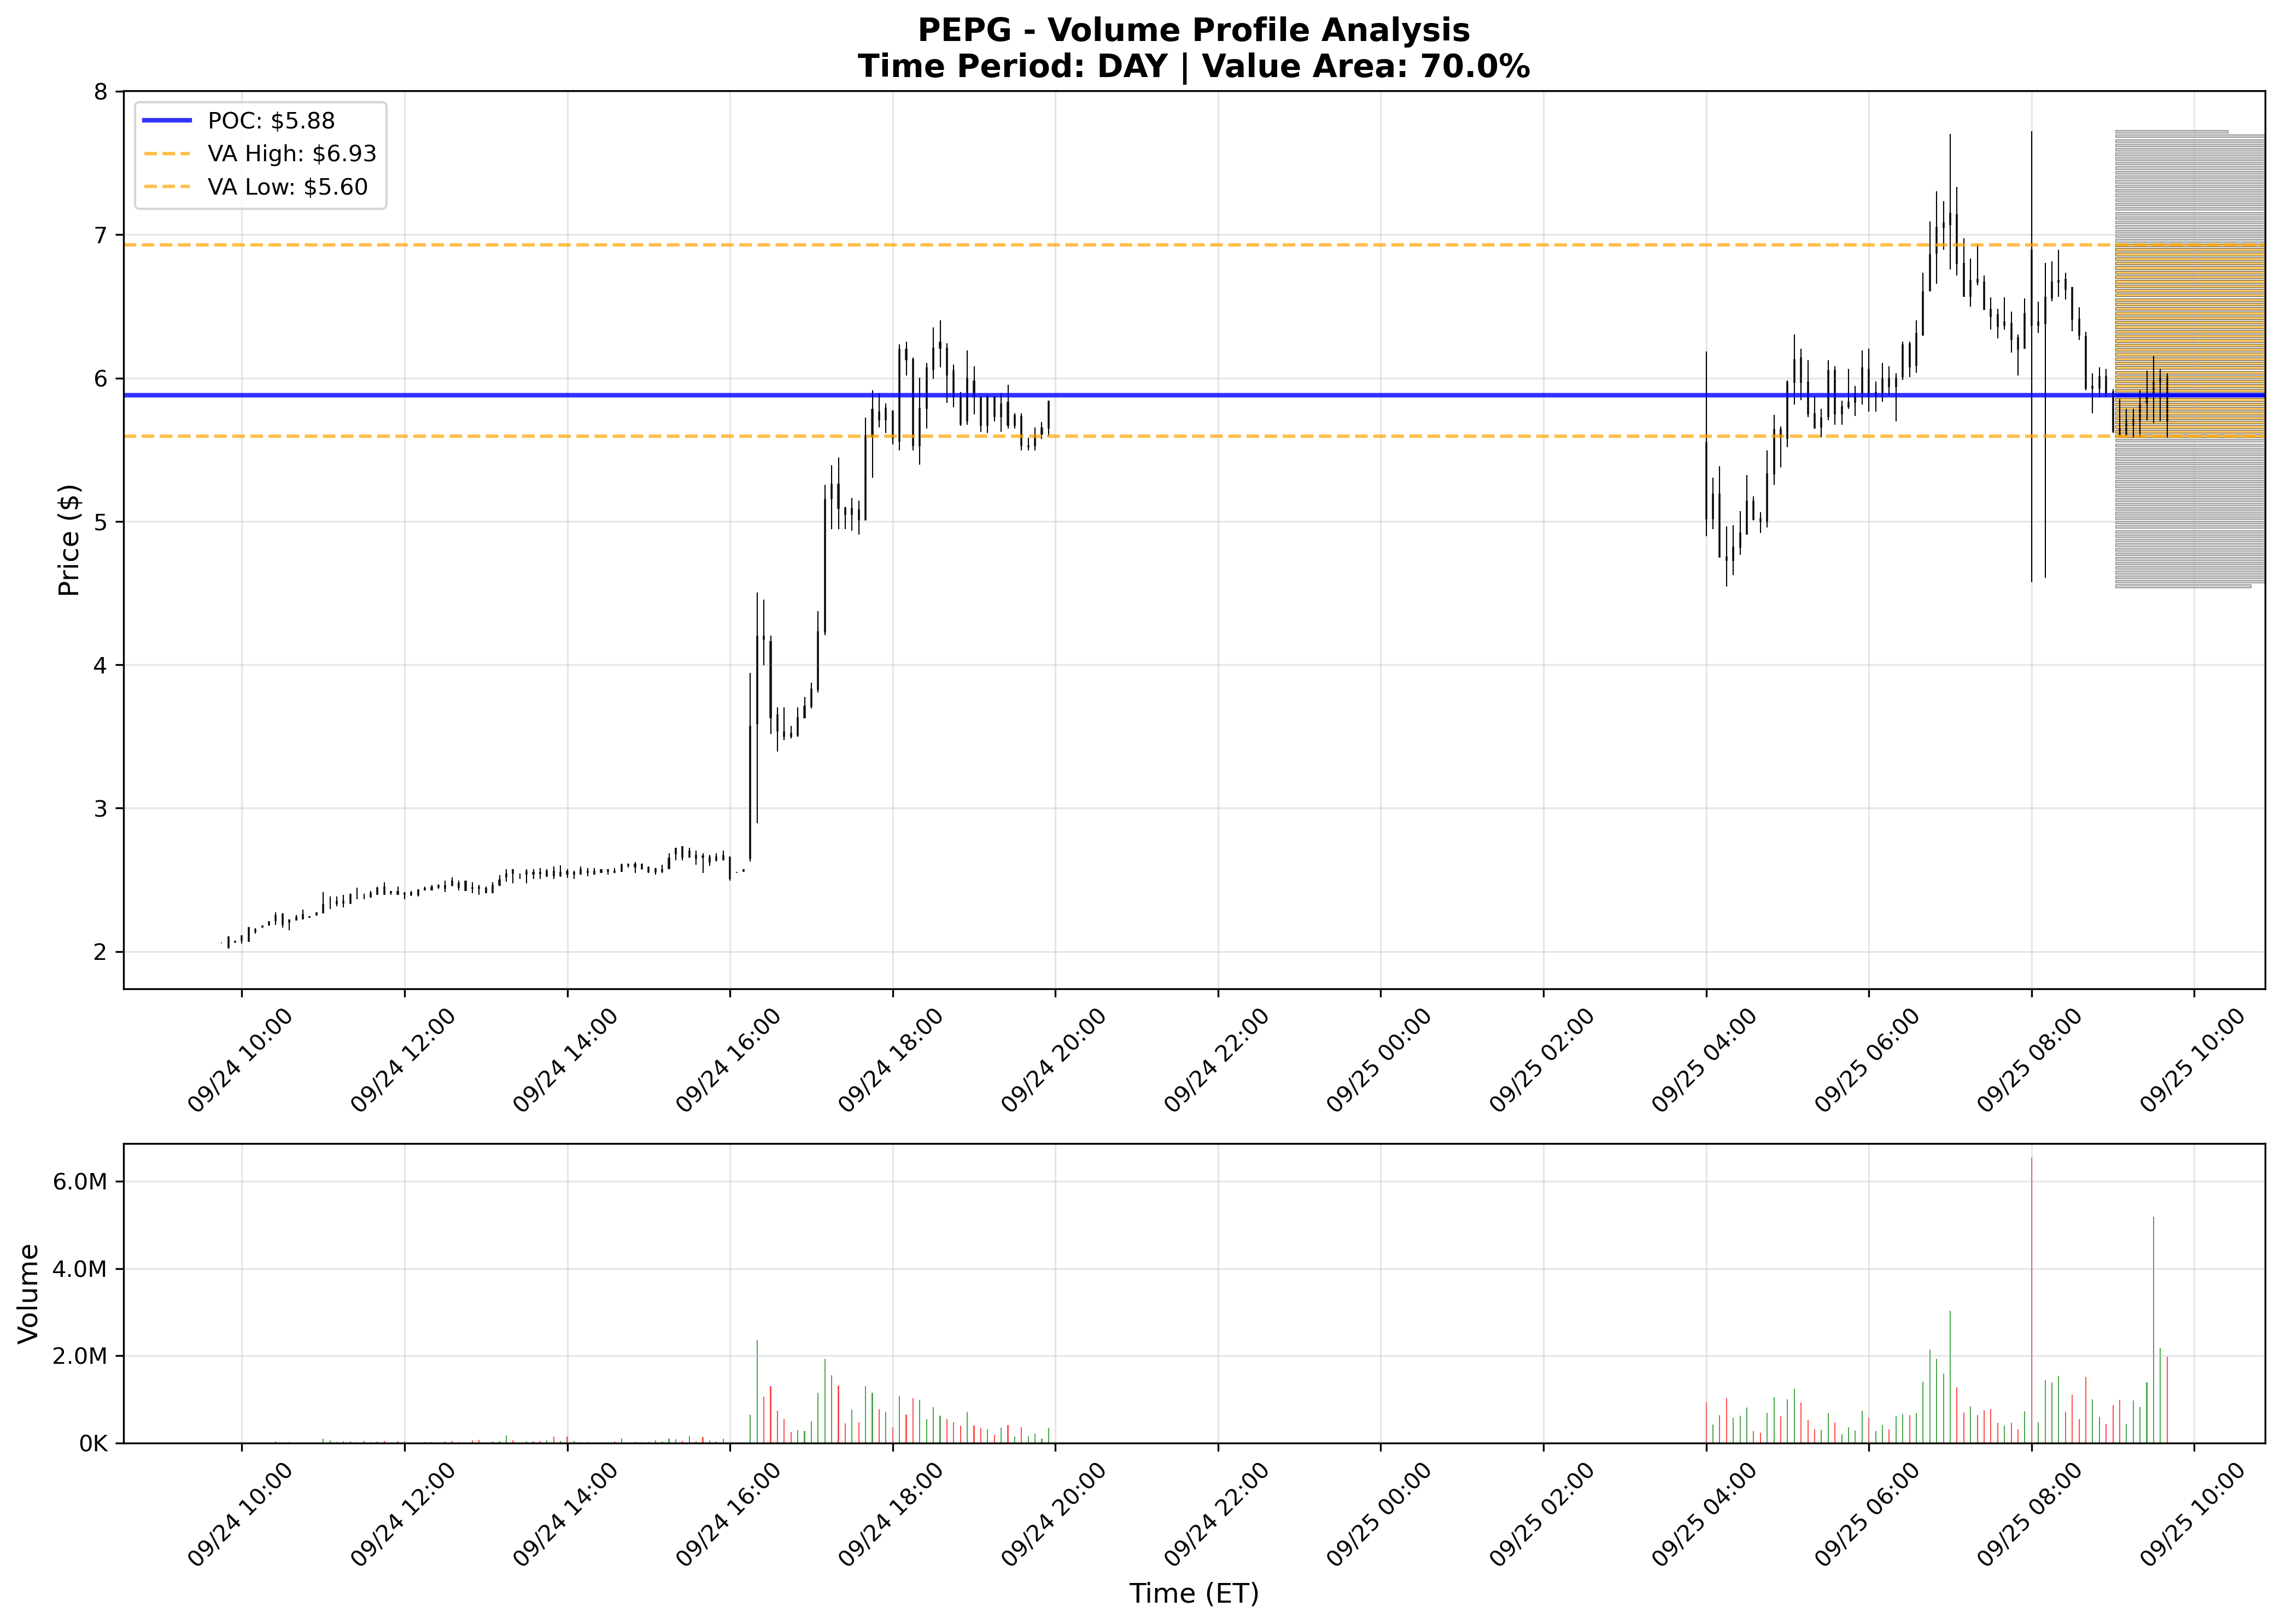 PEPG - Volume Profile Analysis
Time Period: DAY | Value Area: 70.0%
POC: $5.88
VA High: $6.93
VA Low: $5.60
Price ($)
8
7
6
5
4
3
2
09/24 10:00
09/24 12:00
09/24 14:00
09/24 16:00
09/24 18:00
09/24 20:00
09/24 22:00
09/25 00:00
09/25 02:00
09/25 04:00
09/25 06:00
09/25 08:00
09/25 10:00
Volume
6.0M
4.0M
2.0M
0K
09/24 10:00
09/24 12:00
09/24 14:00
09/24 16:00
09/24 18:00
09/24 20:00
09/24 22:00
09/25 00:00
09/25 02:00
09/25 04:00
09/25 06:00
09/25 08:00
09/25 10:00
Time (ET)